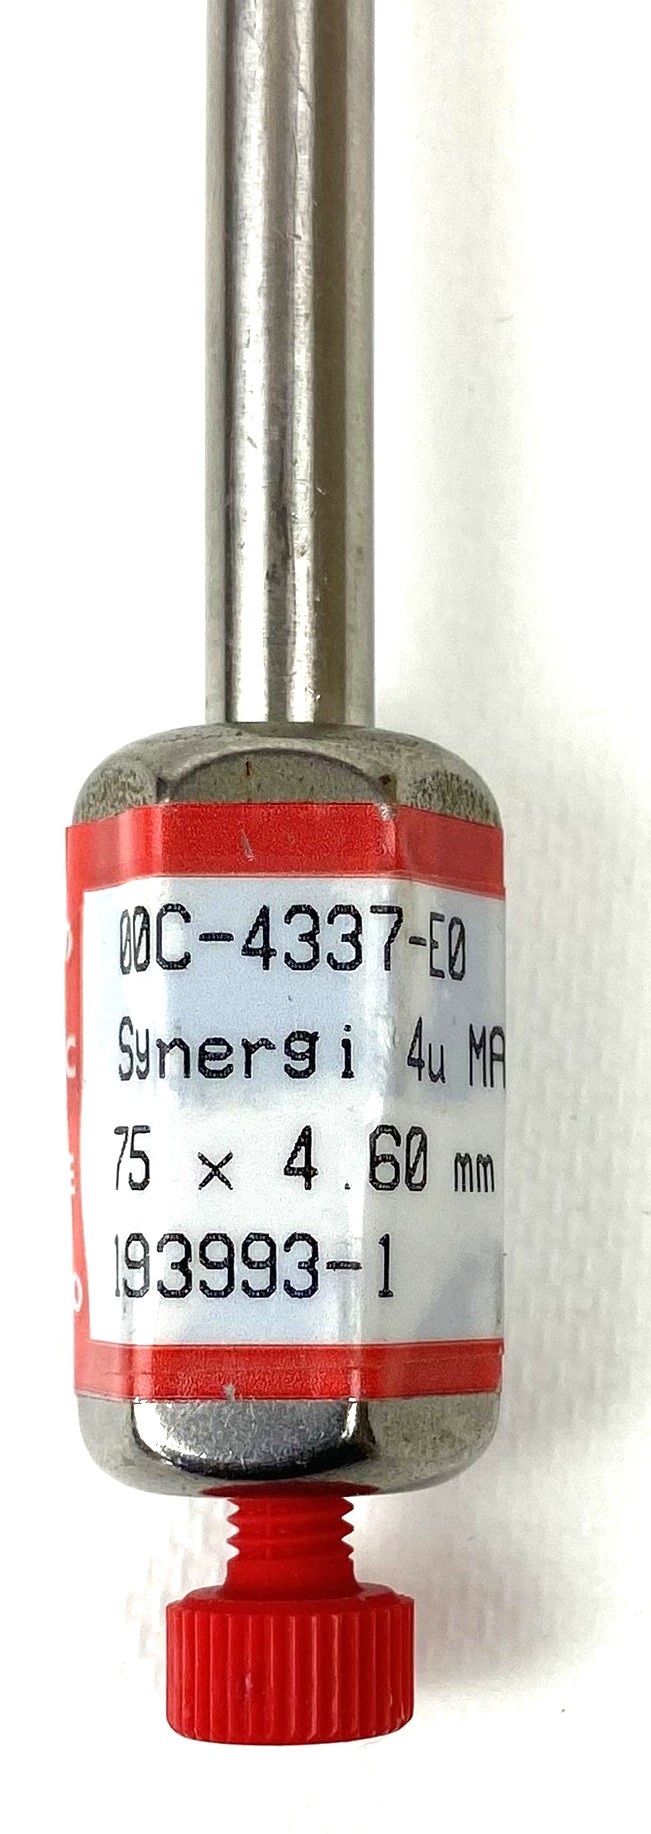 00C-4337-E0
Synergi 4u MA
75 x 4.60 mm
193993-1